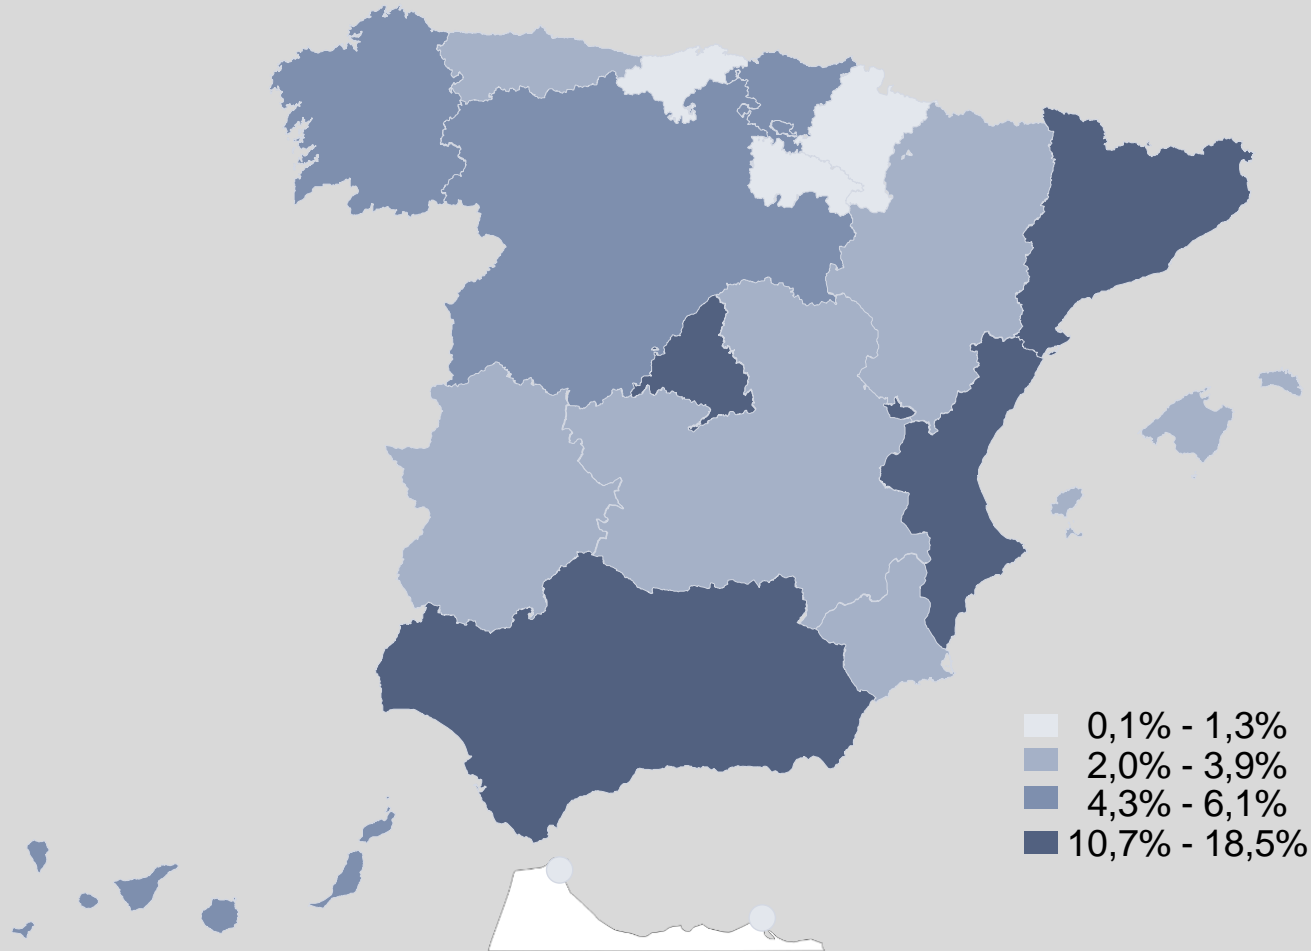 0,1% - 1,3%
2,0% - 3,9%
4,3% - 6,1%
10,7% - 18,5%